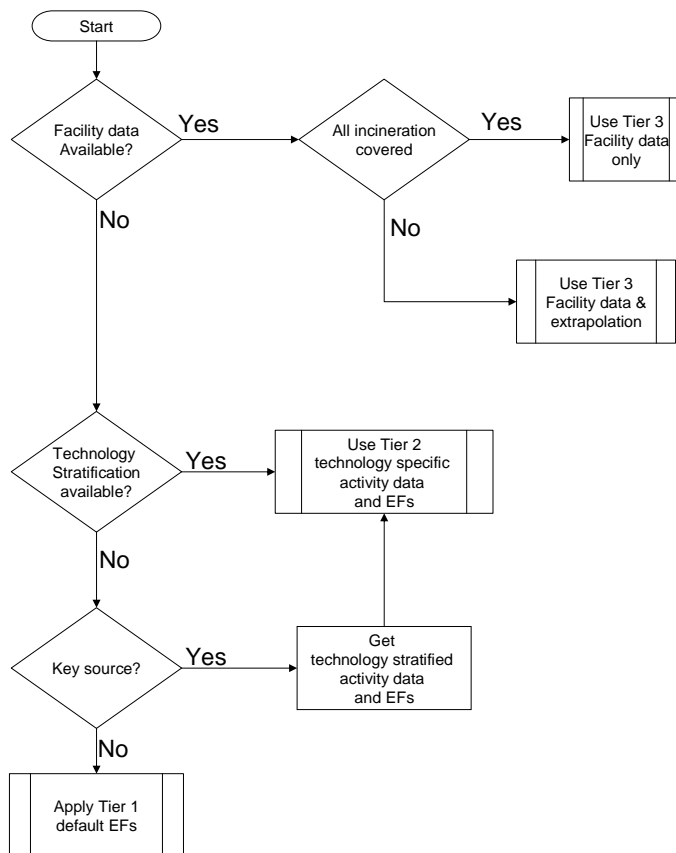 Start
Facility data
Available?
Yes
All incineration
covered
Yes
Use Tier 3
Facility data
only
No
No
Use Tier 3
Facility data &
extrapolation
Technology
Stratification
available?
Yes
Use Tier 2
technology specific
activity data
and EFs
No
Key source?
Yes
Get
technology stratified
activity data
and EFs
No
Apply Tier 1
default EFs